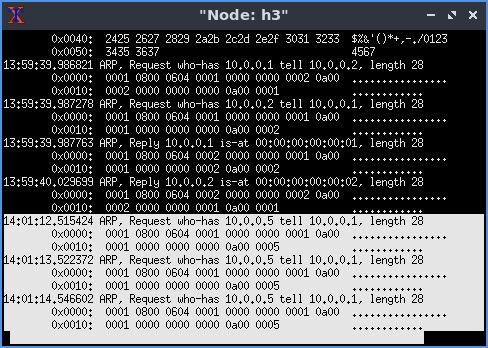 "Node: h3"
0x0040: 2425 2627 2829 2a2b 2c2d 2e2f 3031 3233 $%&'()*+,-./0123
0x0050: 3435 3637 4567
13:59:39.986821 ARP, Request who-has 10.0.0.1 tell 10.0.0.2, length 28
0x0000: 0001 0800 0604 0001 0000 0000 0002 0a00 ................
0x0010: 0002 0000 0000 0000 0a00 0001 ............
13:59:39.987278 ARP, Request who-has 10.0.0.2 tell 10.0.0.1, length 28
0x0000: 0001 0800 0604 0001 0000 0000 0001 0a00 ................
0x0010: 0001 0000 0000 0000 0a00 0002 ............
13:59:39.987763 ARP, Reply 10.0.0.1 is-at 00:00:00:00:00:01, length 28
0x0000: 0001 0800 0604 0002 0000 0000 0001 0a00 ................
0x0010: 0001 0000 0000 0002 0a00 0002 ............
13:59:40.029699 ARP, Reply 10.0.0.2 is-at 00:00:00:00:00:02, length 28
0x0000: 0001 0800 0604 0002 0000 0000 0002 0a00 ................
0x0010: 0002 0000 0000 0001 0a00 0001 ............
14:01:12.515424 ARP, Request who-has 10.0.0.5 tell 10.0.0.1, length 28
0x0000: 0001 0800 0604 0001 0000 0000 0001 0a00 ................
0x0010: 0001 0000 0000 0000 0a00 0005 ............
14:01:13.522372 ARP, Request who-has 10.0.0.5 tell 10.0.0.1, length 28
0x0000: 0001 0800 0604 0001 0000 0000 0001 0a00 ................
0x0010: 0001 0000 0000 0000 0a00 0005 ............
14:01:14.546602 ARP, Request who-has 10.0.0.5 tell 10.0.0.1, length 28
0x0000: 0001 0800 0604 0001 0000 0000 0001 0a00 ................
0x0010: 0001 0000 0000 0000 0a00 0005 ............